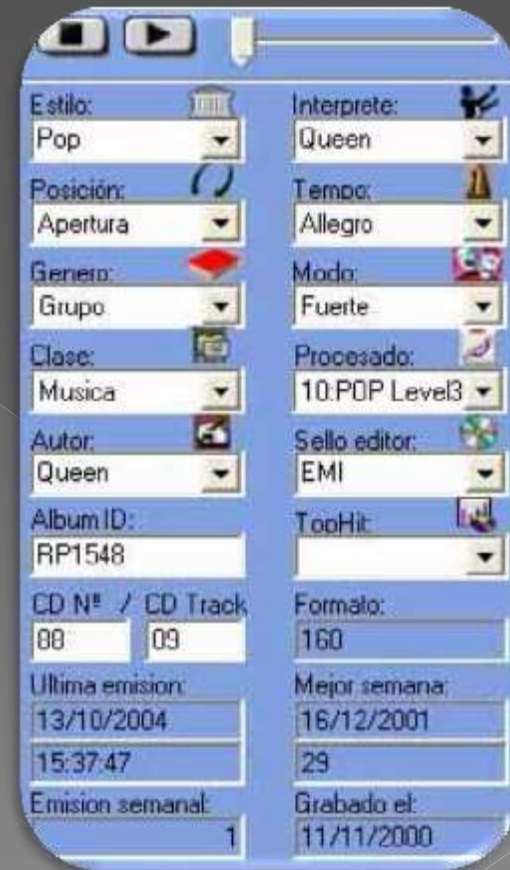 Estilo: Interprete:
Pop Queen
Posición: Tempo:
Apertura Allegro
Genero: Modo:
Grupo Fuerte
Clase: Procesado:
Musica 10:POP Level3
Autor: Sello editor:
Queen EMI
Album ID: TopHit:
RP1548
CD Nº / CD Track Formato:
88 09 160
Ultima emision: Mejor semana:
13/10/2004 16/12/2001
15:37:47 29
Emision semanal: Grabado el:
1 11/11/2000